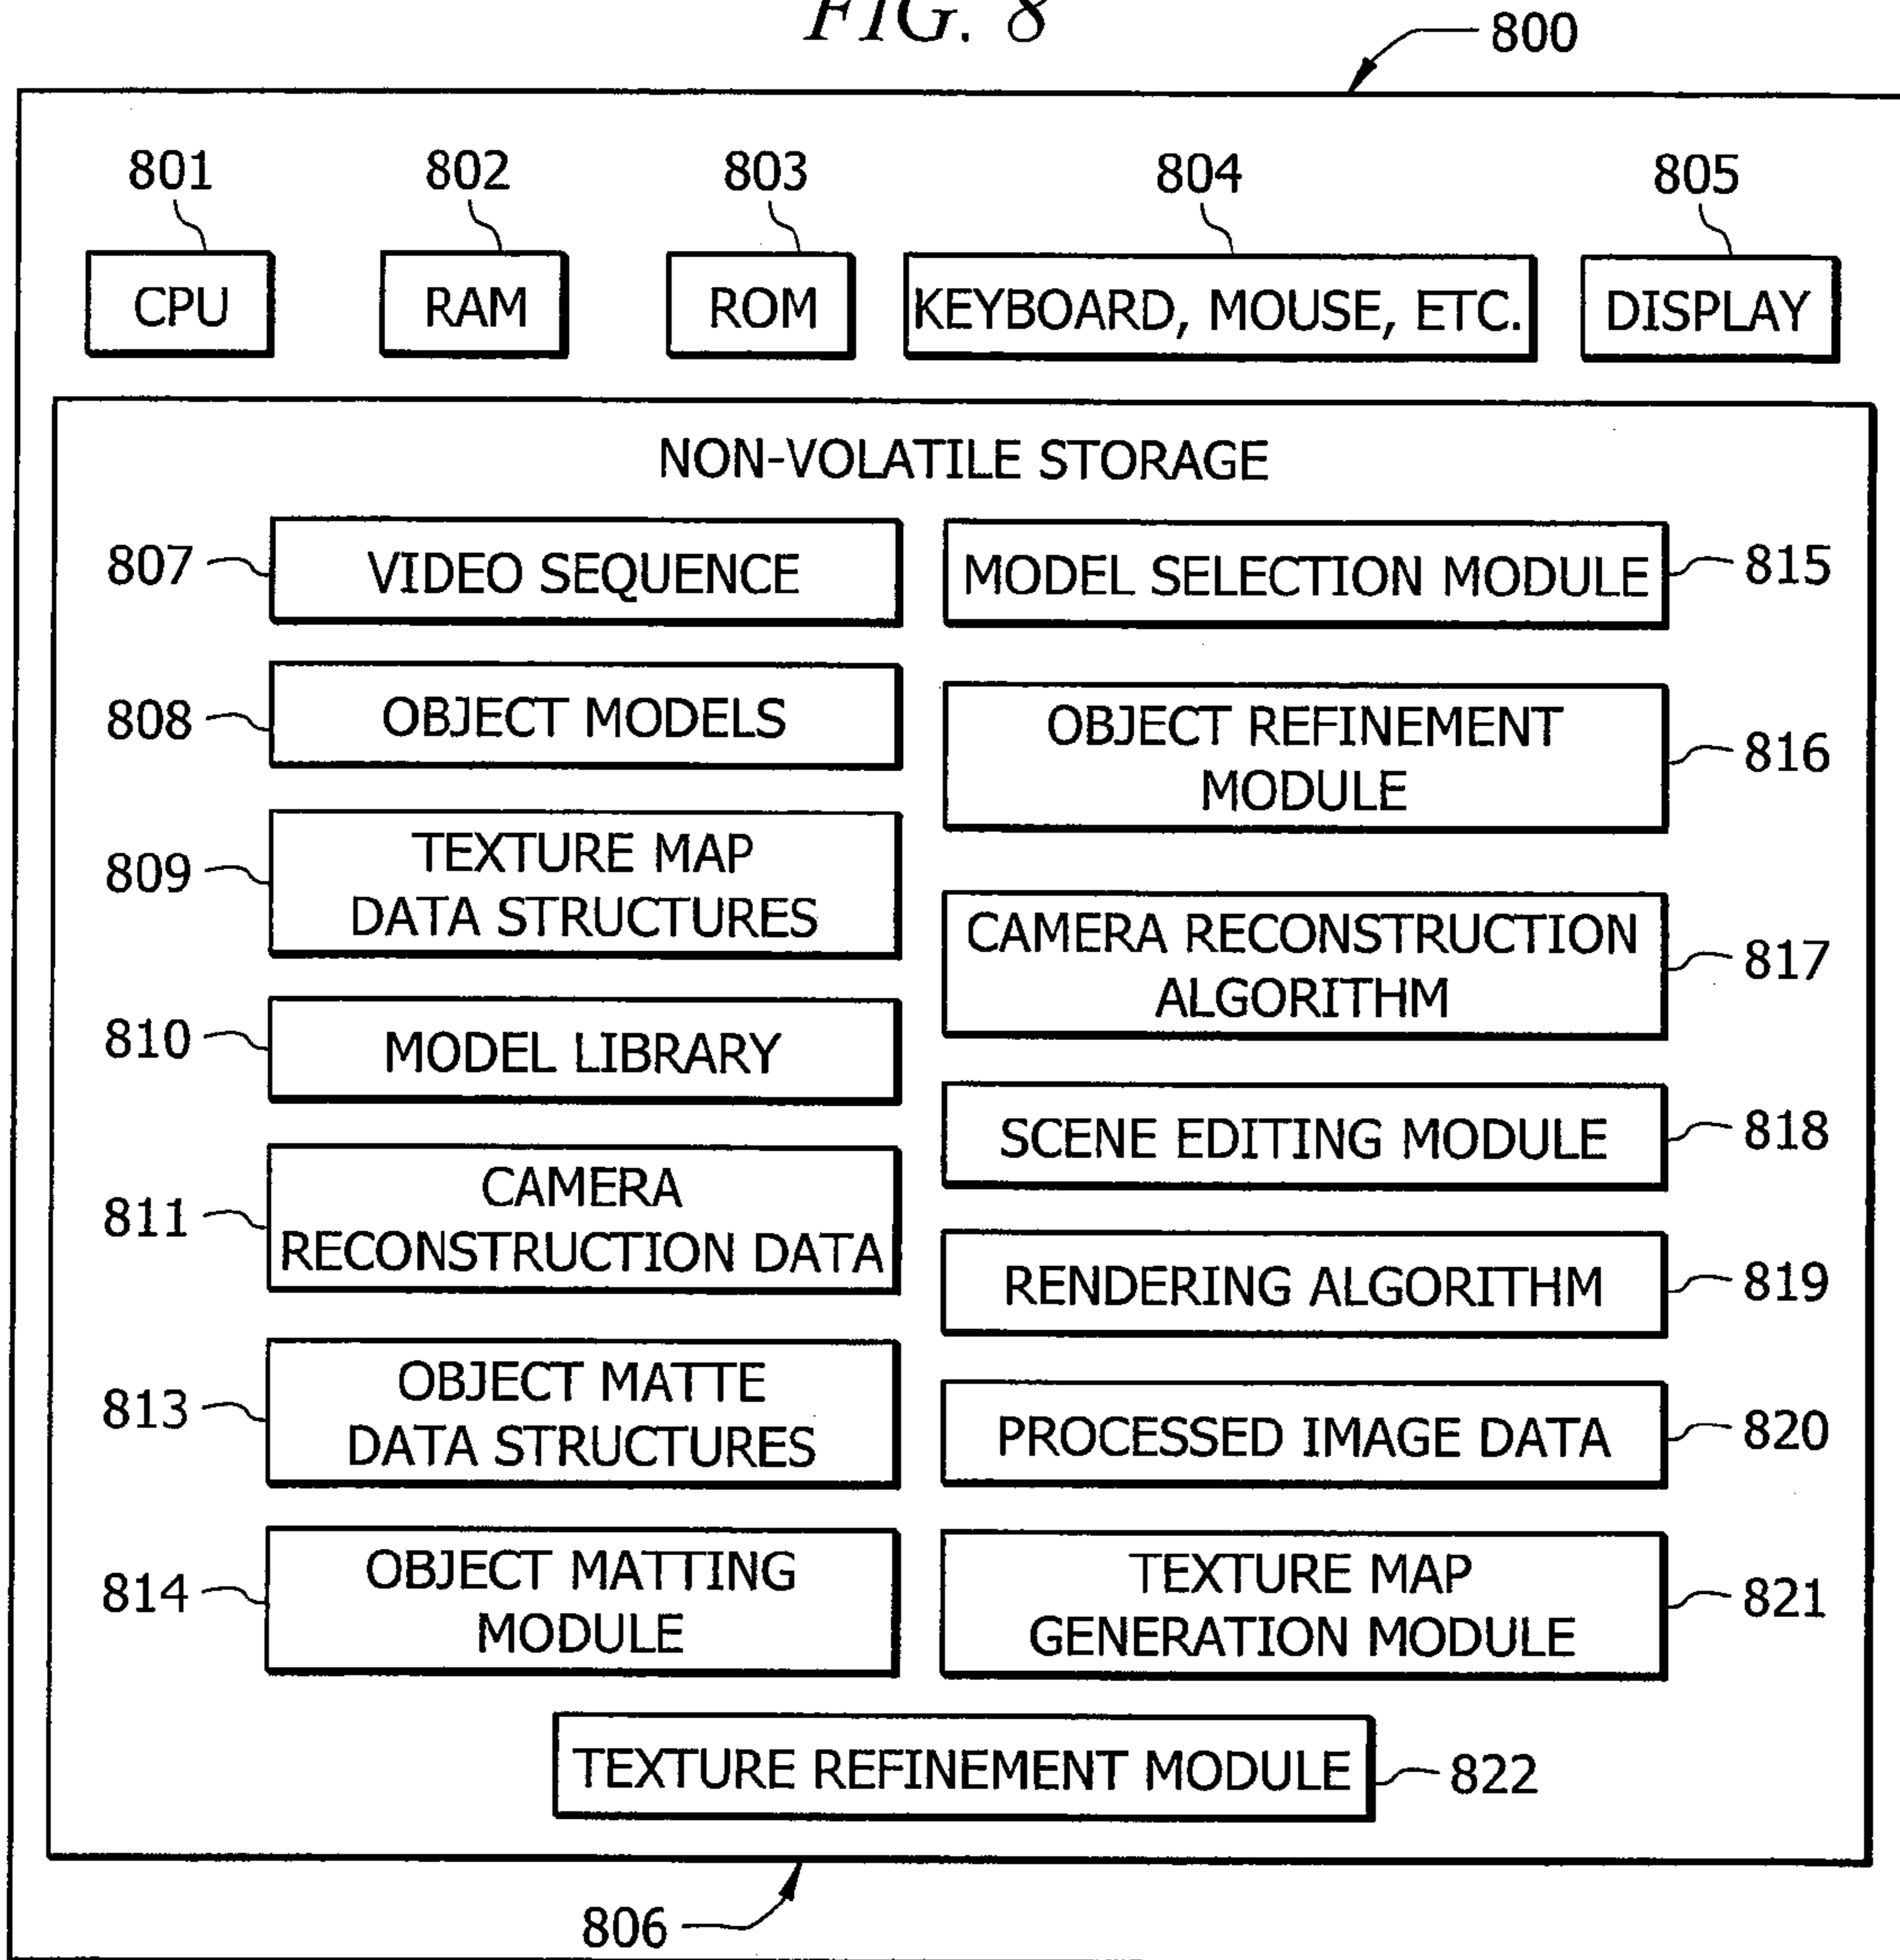 FIG. 8
800
801
802
803
804
805
CPU
RAM
ROM
KEYBOARD, MOUSE, ETC.
DISPLAY
NON-VOLATILE STORAGE
807
VIDEO SEQUENCE
MODEL SELECTION MODULE
815
808
OBJECT MODELS
OBJECT REFINEMENT
MODULE
816
809
TEXTURE MAP
DATA STRUCTURES
CAMERA RECONSTRUCTION
ALGORITHM
817
810
MODEL LIBRARY
SCENE EDITING MODULE
818
811
CAMERA
RECONSTRUCTION DATA
RENDERING ALGORITHM
819
813
OBJECT MATTE
DATA STRUCTURES
PROCESSED IMAGE DATA
820
814
OBJECT MATTING
MODULE
TEXTURE MAP
GENERATION MODULE
821
TEXTURE REFINEMENT MODULE
822
806